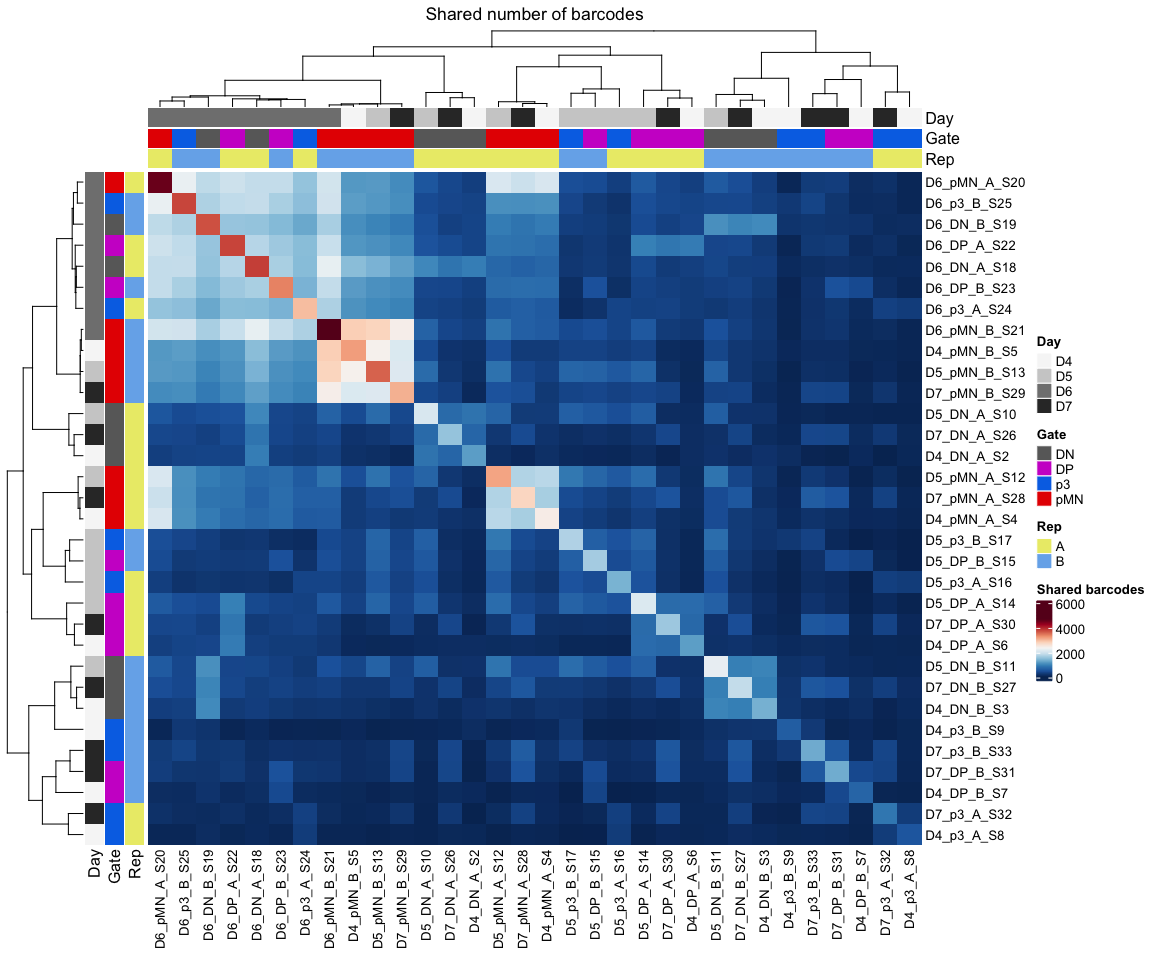 Shared number of barcodes
Day
Gate
Rep
D6_pMN_A_S20
D6_p3_B_S25
D6_DN_B_S19
D6_DP_A_S22
D6_DN_A_S18
D6_DP_B_S23
D6_p3_A_S24
D6_pMN_B_S21
D4_pMN_B_S5
D5_pMN_B_S13
D7_pMN_B_S29
D5_DN_A_S10
D7_DN_A_S26
D4_DN_A_S2
D5_pMN_A_S12
D7_pMN_A_S28
D4_pMN_A_S4
D5_p3_B_S17
D5_DP_B_S15
D5_p3_A_S16
D5_DP_A_S14
D7_DP_A_S30
D4_DP_A_S6
D5_DN_B_S11
D7_DN_B_S27
D4_DN_B_S3
D4_p3_B_S9
D7_p3_B_S33
D7_DP_B_S31
D4_DP_B_S7
D7_p3_A_S32
D4_p3_A_S8
Day
D4
D5
D6
D7
Gate
DN
DP
p3
pMN
Rep
A
B
Shared barcodes
6000
4000
2000
0
Day
Gate
Rep
D6_pMN_A_S20
D6_p3_B_S25
D6_DN_B_S19
D6_DP_A_S22
D6_DN_A_S18
D6_DP_B_S23
D6_p3_A_S24
D6_pMN_B_S21
D4_pMN_B_S5
D5_pMN_B_S13
D7_pMN_B_S29
D5_DN_A_S10
D7_DN_A_S26
D4_DN_A_S2
D5_pMN_A_S12
D7_pMN_A_S28
D4_pMN_A_S4
D5_p3_B_S17
D5_DP_B_S15
D5_p3_A_S16
D5_DP_A_S14
D7_DP_A_S30
D4_DP_A_S6
D5_DN_B_S11
D7_DN_B_S27
D4_DN_B_S3
D4_p3_B_S9
D7_p3_B_S33
D7_DP_B_S31
D4_DP_B_S7
D7_p3_A_S32
D4_p3_A_S8